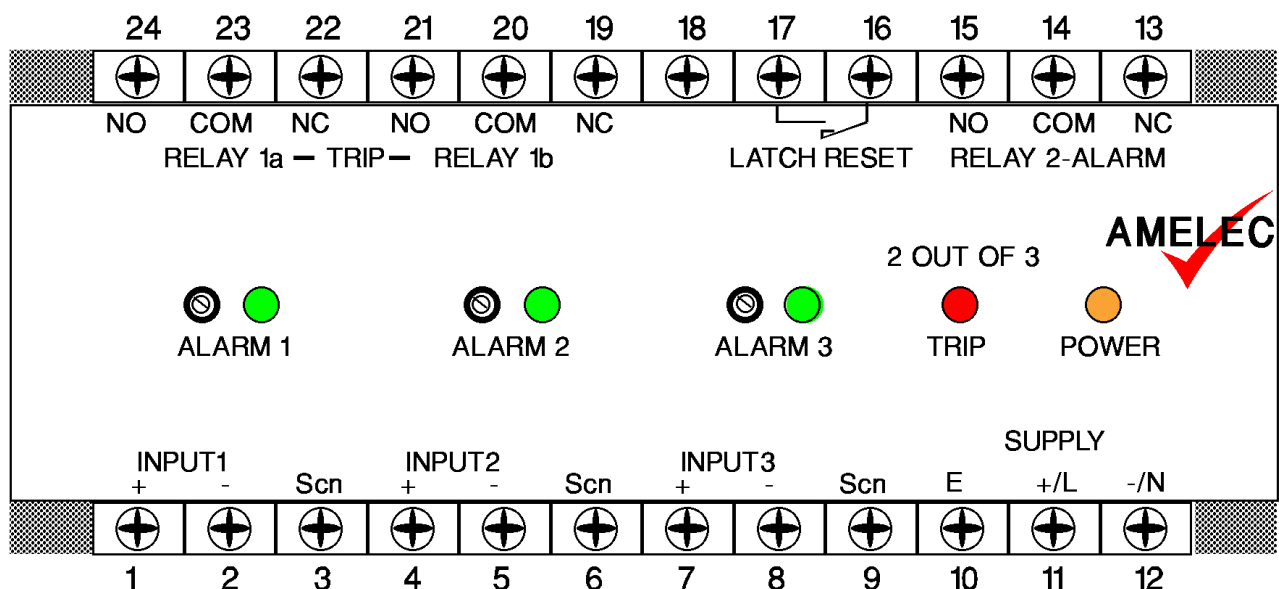 24 23 22 21 20 19 18 17 16 15 14 13
NO COM NC NO COM NC NO COM NC
RELAY 1a – TRIP – RELAY 1b LATCH RESET RELAY 2-ALARM
AMELEC
2 OUT OF 3
ALARM 1 ALARM 2 ALARM 3 TRIP POWER
SUPPLY
INPUT1 INPUT2 INPUT3
+ - Scn + - Scn + - Scn E +/L -/N
1 2 3 4 5 6 7 8 9 10 11 12